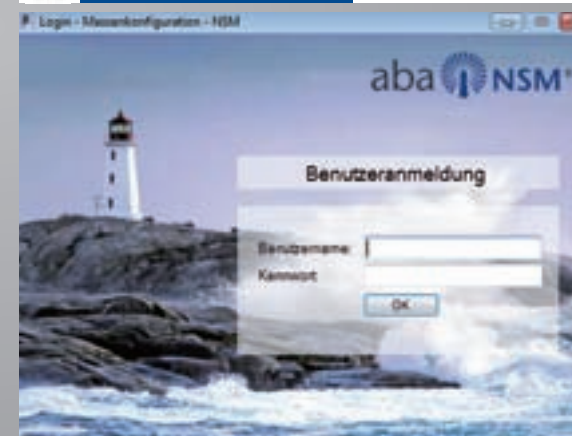 Login - Massenkonfiguration - NSM
aba NSM®
Benutzeranmeldung
Benutzername
Kennwort
OK